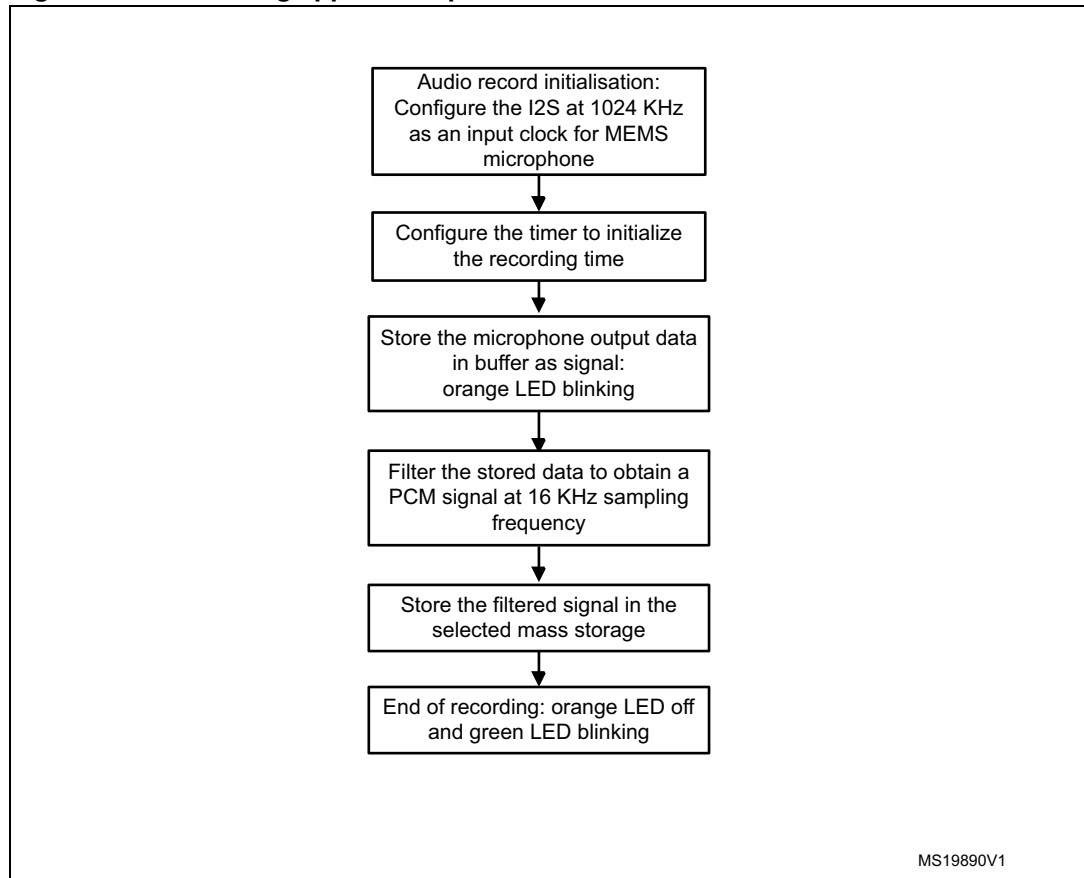 Audio record initialisation:
Configure the I2S at 1024 KHz
as an input clock for MEMS
microphone
Configure the timer to initialize
the recording time
Store the microphone output data
in buffer as signal:
orange LED blinking
Filter the stored data to obtain a
PCM signal at 16 KHz sampling
frequency
Store the filtered signal in the
selected mass storage
End of recording: orange LED off
and green LED blinking
MS19890V1